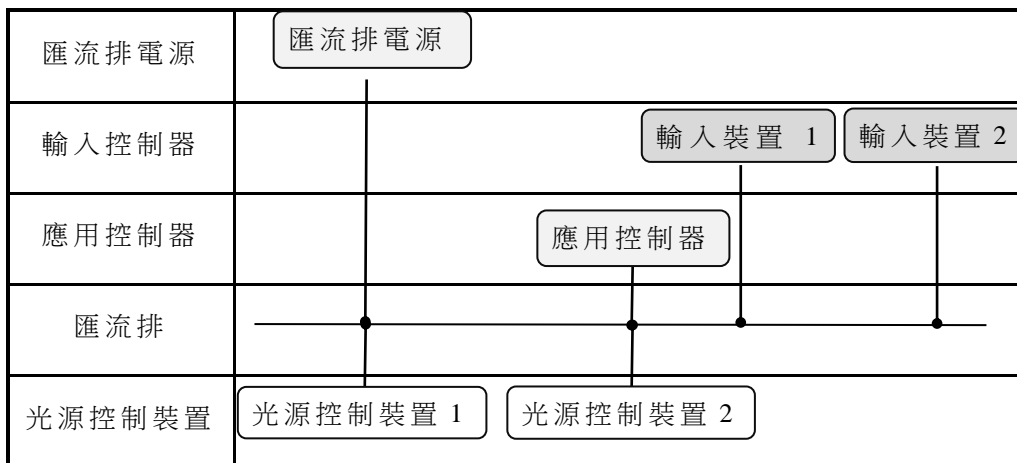 匯流排電源
匯流排電源
輸入控制器
輸入裝置 1
輸入裝置 2
應用控制器
應用控制器
匯流排
光源控制裝置
光源控制裝置 1
光源控制裝置 2